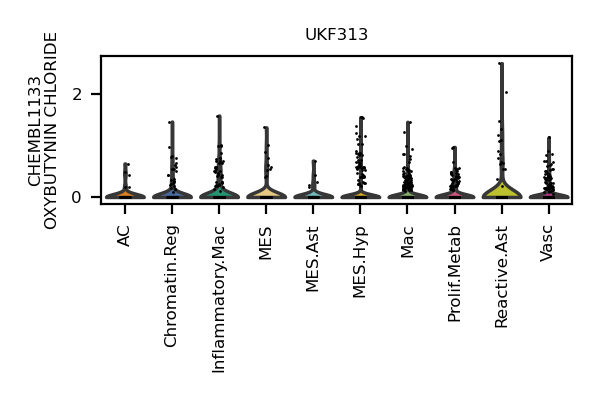 UKF313
CHEMBL1133
OXYBUTYNIN CHLORIDE
2
0
AC
Chromatin.Reg
Inflammatory.Mac
MES
MES.Ast
MES.Hyp
Mac
Prolif.Metab
Reactive.Ast
Vasc